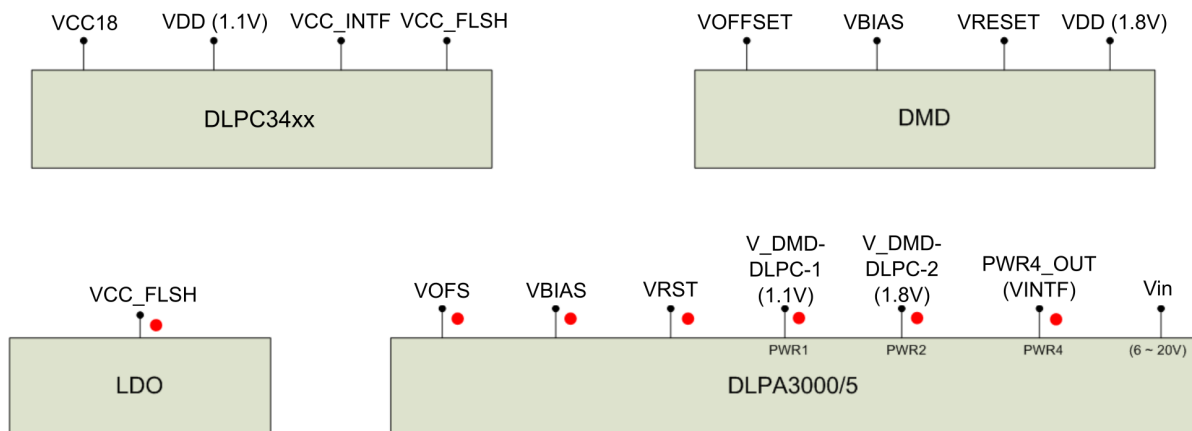 VCC18 VDD (1.1V) VCC_INTF VCC_FLSH
DLPC34xx
VOFFSET VBIAS VRESET VDD (1.8V)
DMD
VCC_FLSH
LDO
VOFS VBIAS VRST
V_DMD-
DLPC-1
(1.1V)
V_DMD-
DLPC-2
(1.8V)
PWR4_OUT
(VINTF)
Vin
PWR1 PWR2 PWR4 (6 ~ 20V)
DLPA3000/5